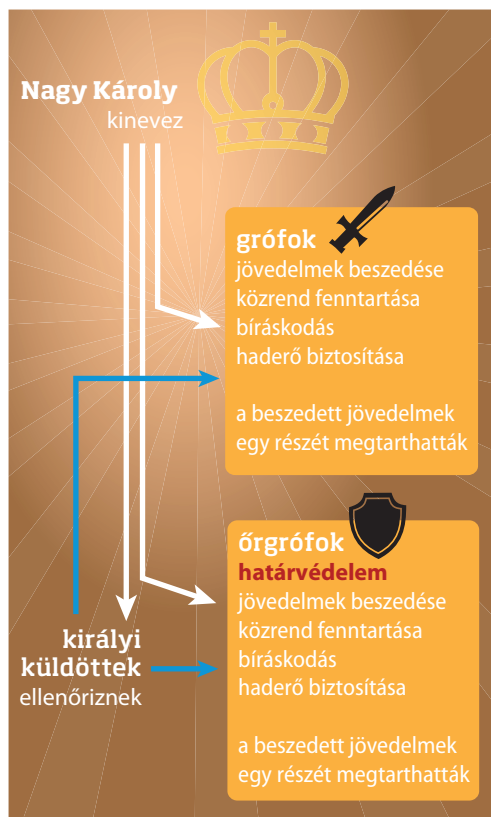 Nagy Károly
kinevez
grófok
jövedelmek beszedése
közrend fenntartása
bíráskodás
haderő biztosítása
a beszedett jövedelmek
egy részét megtarthatták
őrgrófok
határvédelem
jövedelmek beszedése
közrend fenntartása
bíráskodás
haderő biztosítása
a beszedett jövedelmek
egy részét megtarthatták
királyi
küldöttek
ellenőriznek